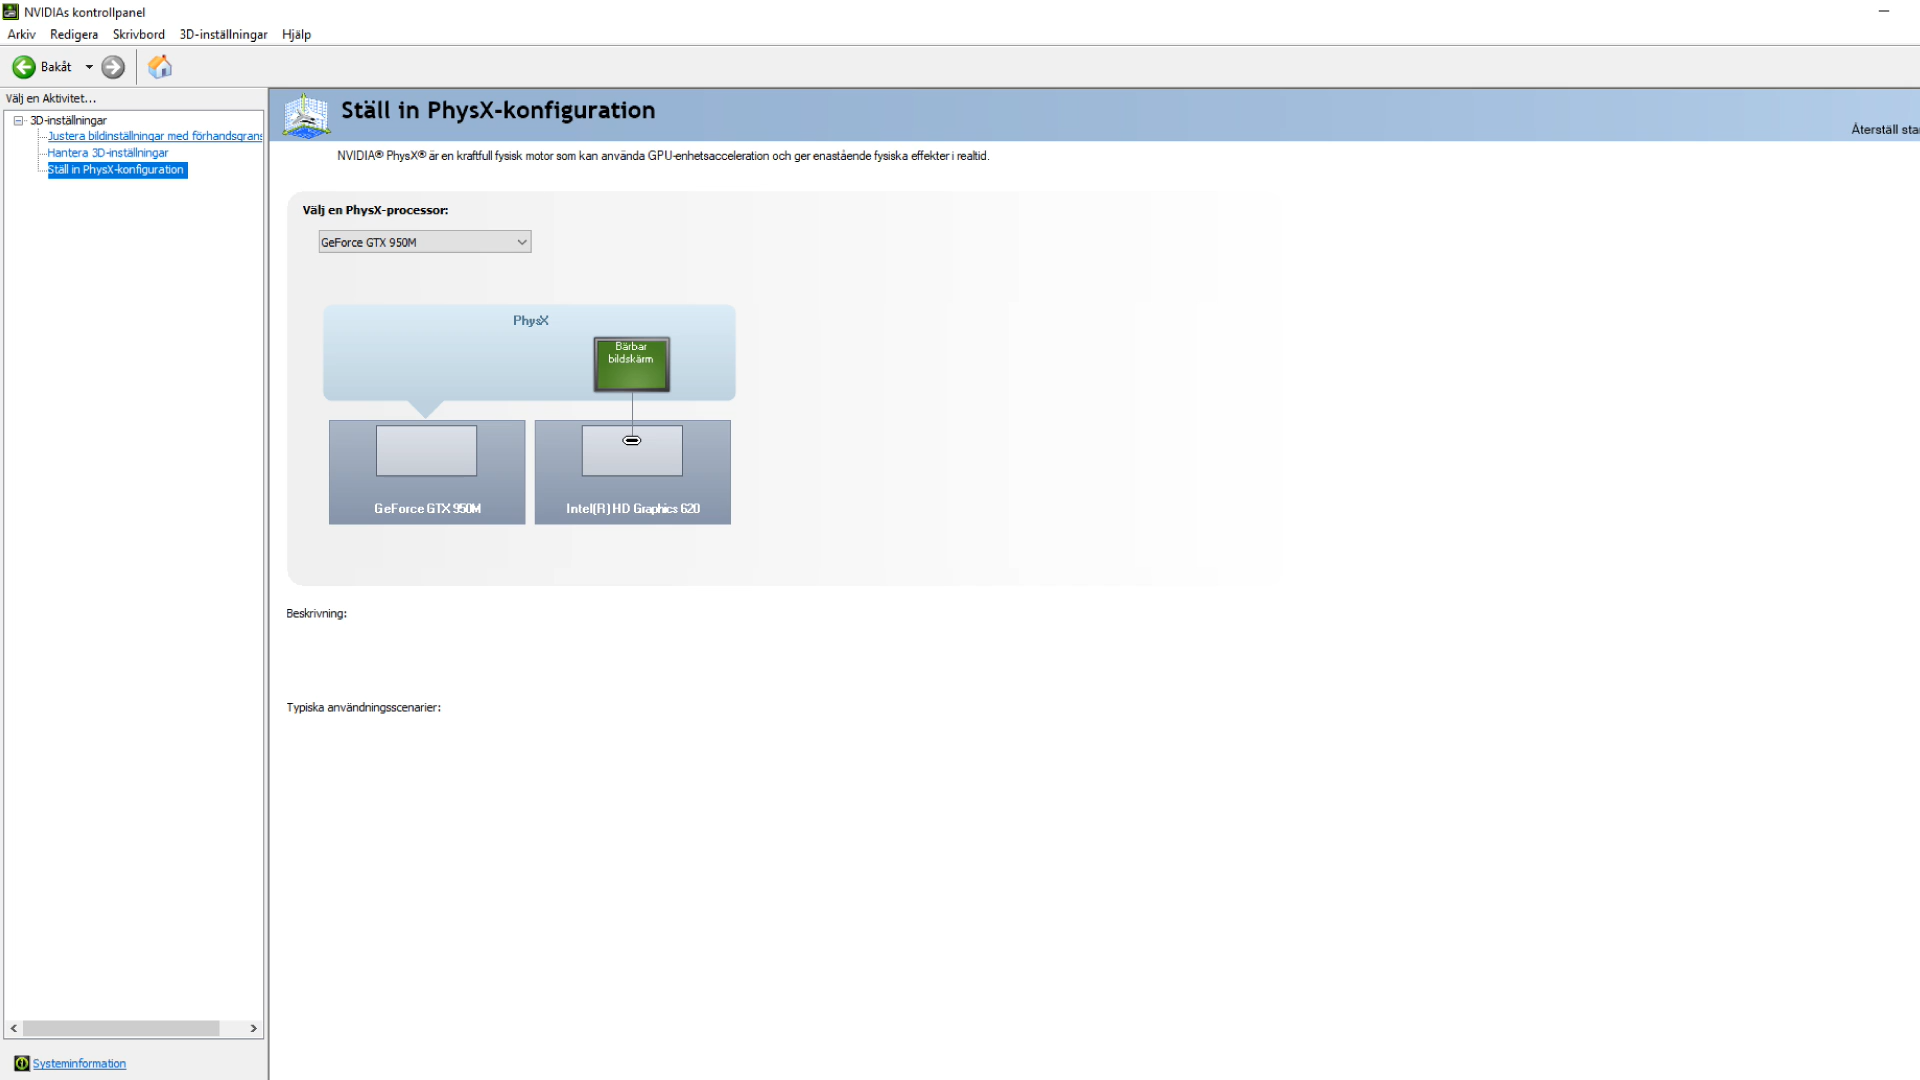 NVIDIAs kontrollpanel
Arkiv Redigera Skrivbord 3D-inställningar Hjälp
Bakåt
Välj en Aktivitet...
3D-inställningar
Justera bildinställningar med förhandsgrans
Hantera 3D-inställningar
Ställ in PhysX-konfiguration
Systeminformation
Ställ in PhysX-konfiguration
Återställ sta
NVIDIA® PhysX® är en kraftfull fysisk motor som kan använda GPU-enhetsacceleration och ger enastående fysiska effekter i realtid.
Välj en PhysX-processor:
GeForce GTX 950M
PhysX
Bärbar
bildskärm
GeForce GTX 950M
Intel(R) HD Graphics 620
Beskrivning:
Typiska användningsscenarier: